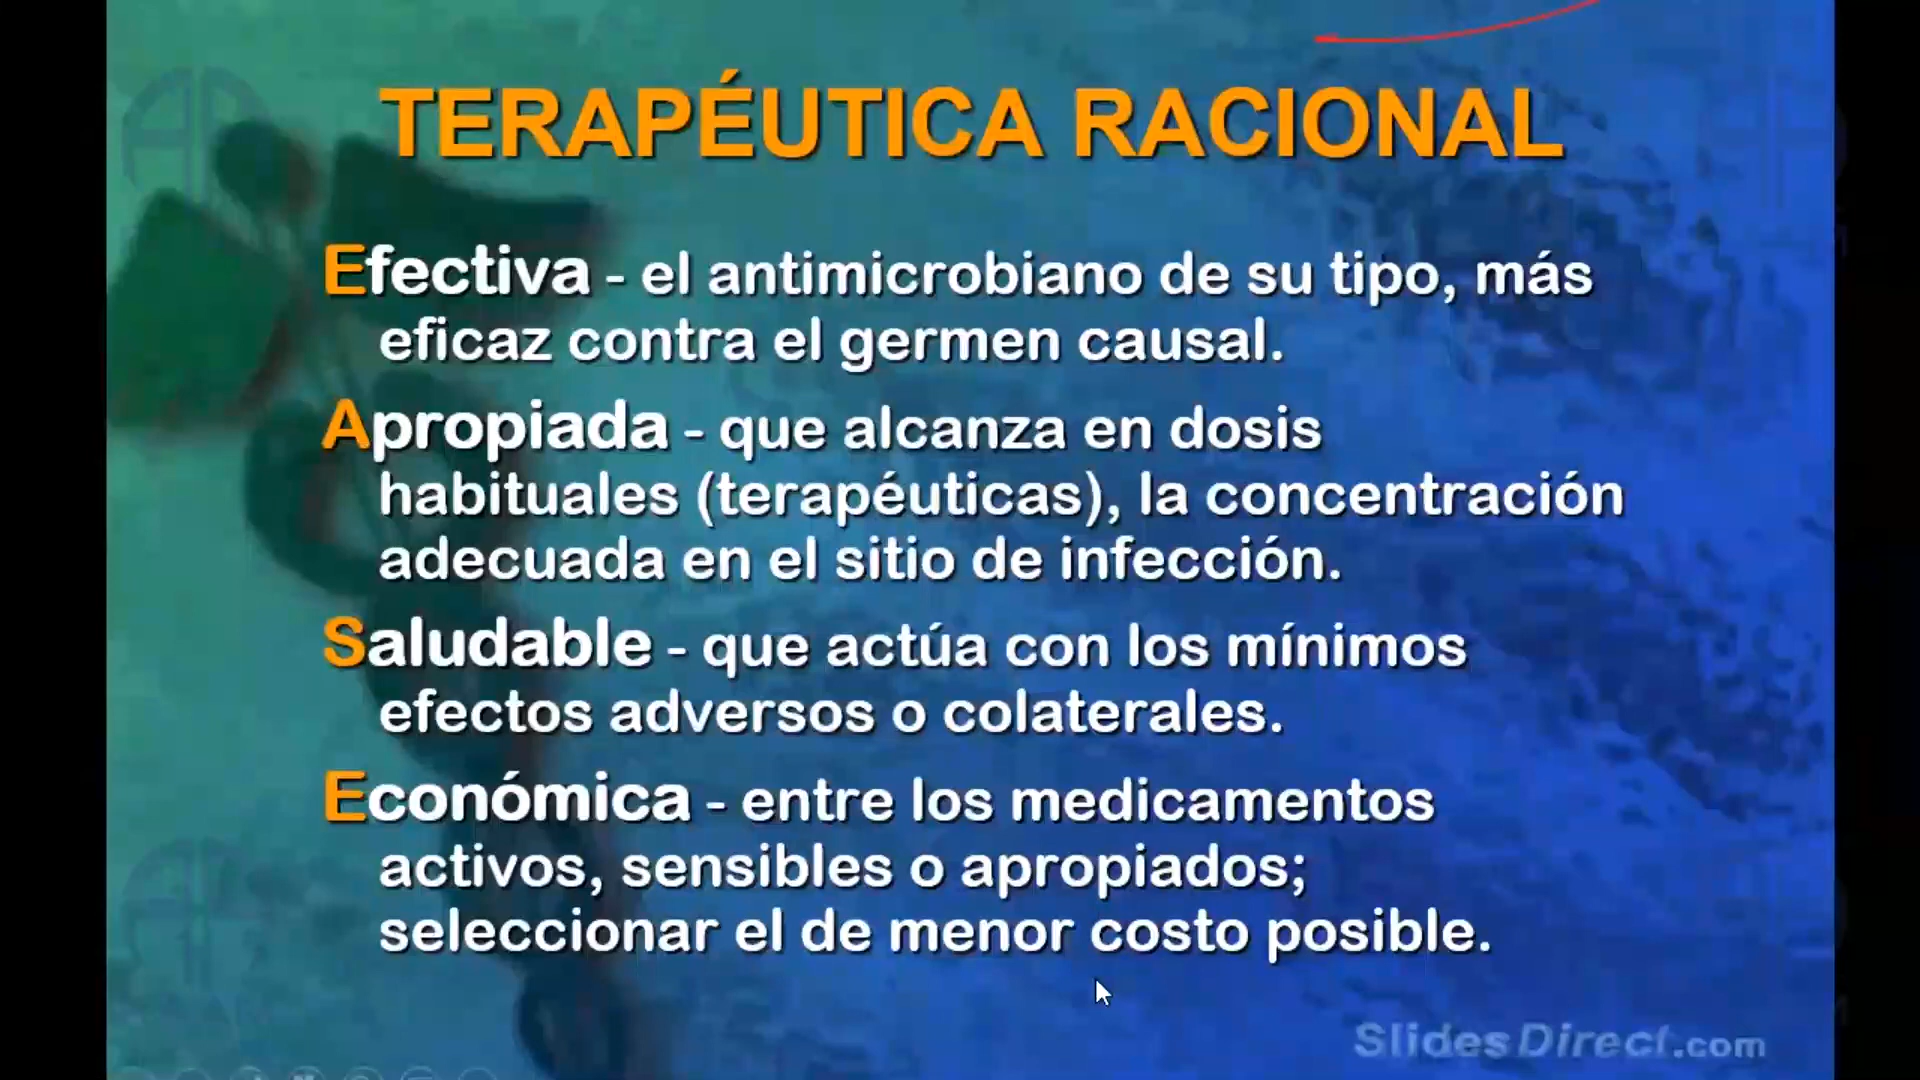 TERAPÉUTICA RACIONAL
Efectiva - el antimicrobiano de su tipo, más
eficaz contra el germen causal.
Apropiada - que alcanza en dosis
habituales (terapéuticas), la concentración
adecuada en el sitio de infección.
Saludable - que actúa con los mínimos
efectos adversos o colaterales.
Económica - entre los medicamentos
activos, sensibles o apropiados;
seleccionar el de menor costo posible.
SlidesDirect.com